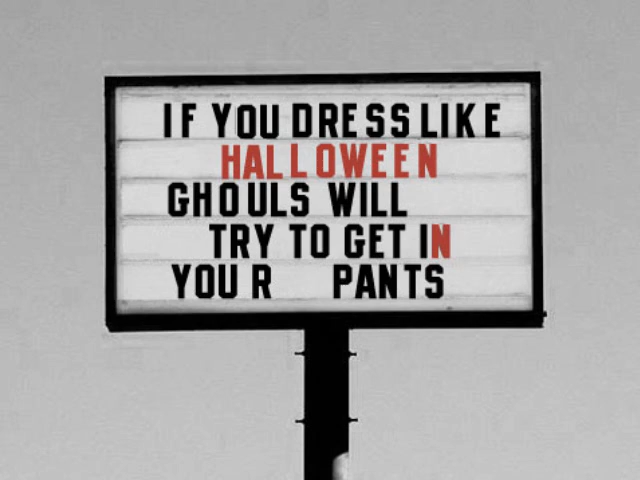 IF YOU DRESS LIKE
HALLOWEEN
GHOULS WILL
TRY TO GET IN
YOUR PANTS